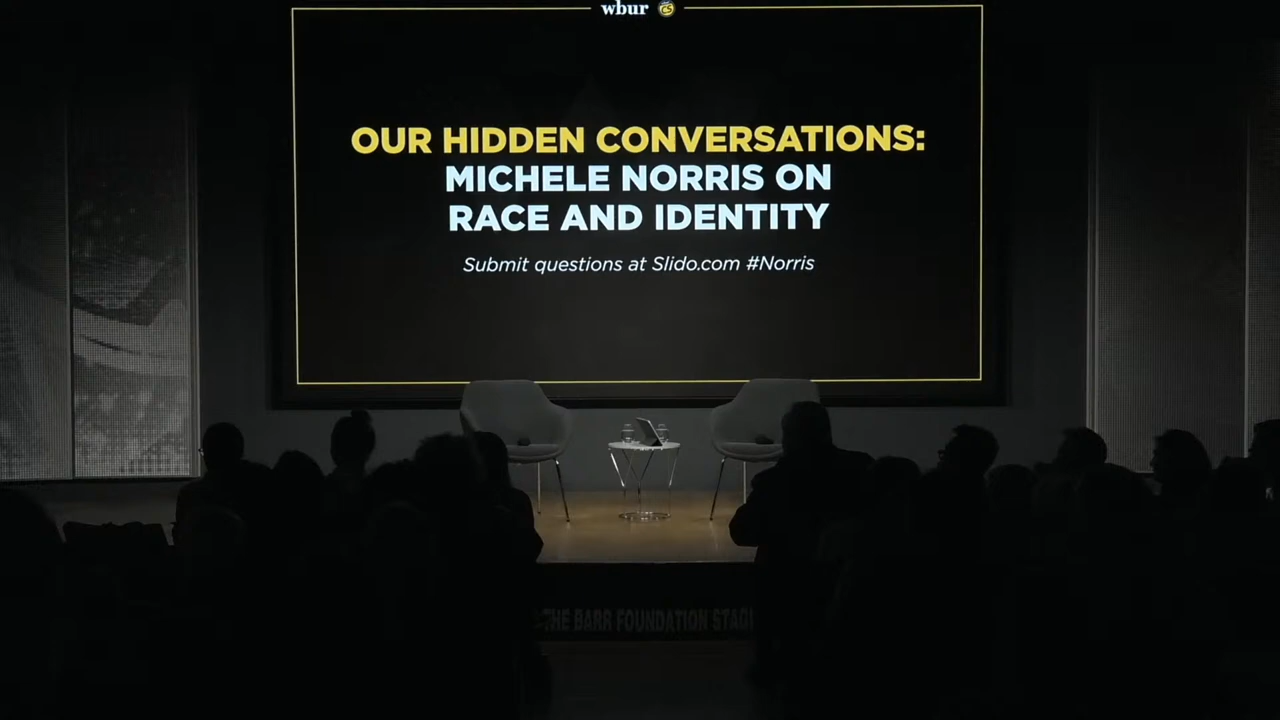 wbur CS
OUR HIDDEN CONVERSATIONS:
MICHELE NORRIS ON
RACE AND IDENTITY
Submit questions at Slido.com #Norris
THE BARR FOUNDATION STAGE